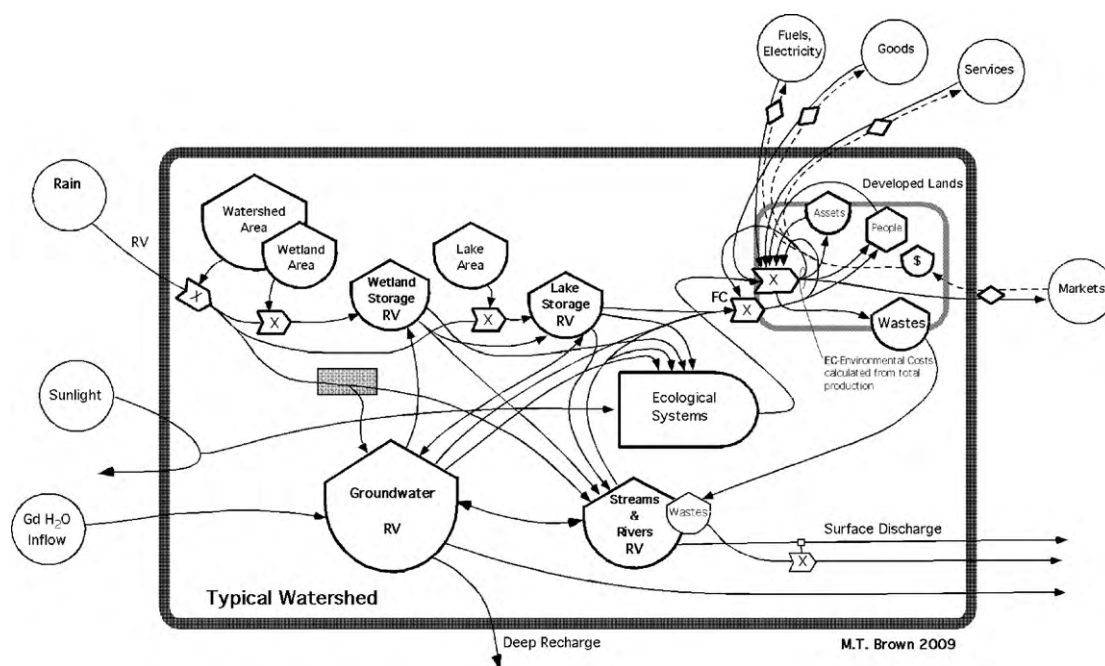 Fuels,
Electricity
Goods
Services
Rain
RV
Watershed
Area
Wetland
Area
Lake
Area
Wetland
Storage
RV
Lake
Storage
RV
Developed Lands
Assets
People
$
Markets
X
X
X
X
FC
X
Wastes
EC-Environmental Costs
calculated from total
production
Sunlight
Ecological
Systems
Groundwater
RV
Streams
&
Rivers
RV
Wastes
Gd H₂O
Inflow
Surface Discharge
X
Typical Watershed
Deep Recharge
M.T. Brown 2009